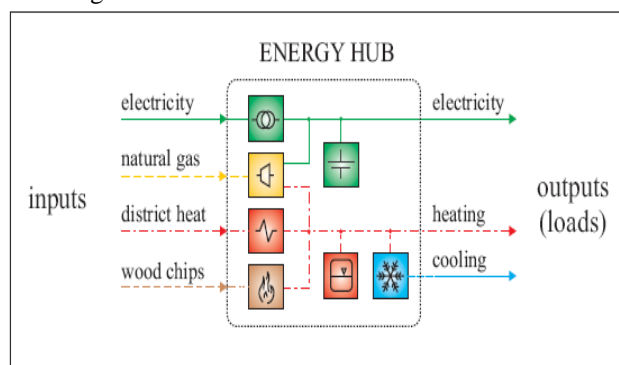 ENERGY HUB
electricity
electricity
natural gas
inputs
district heat
heating
outputs
(loads)
wood chips
cooling